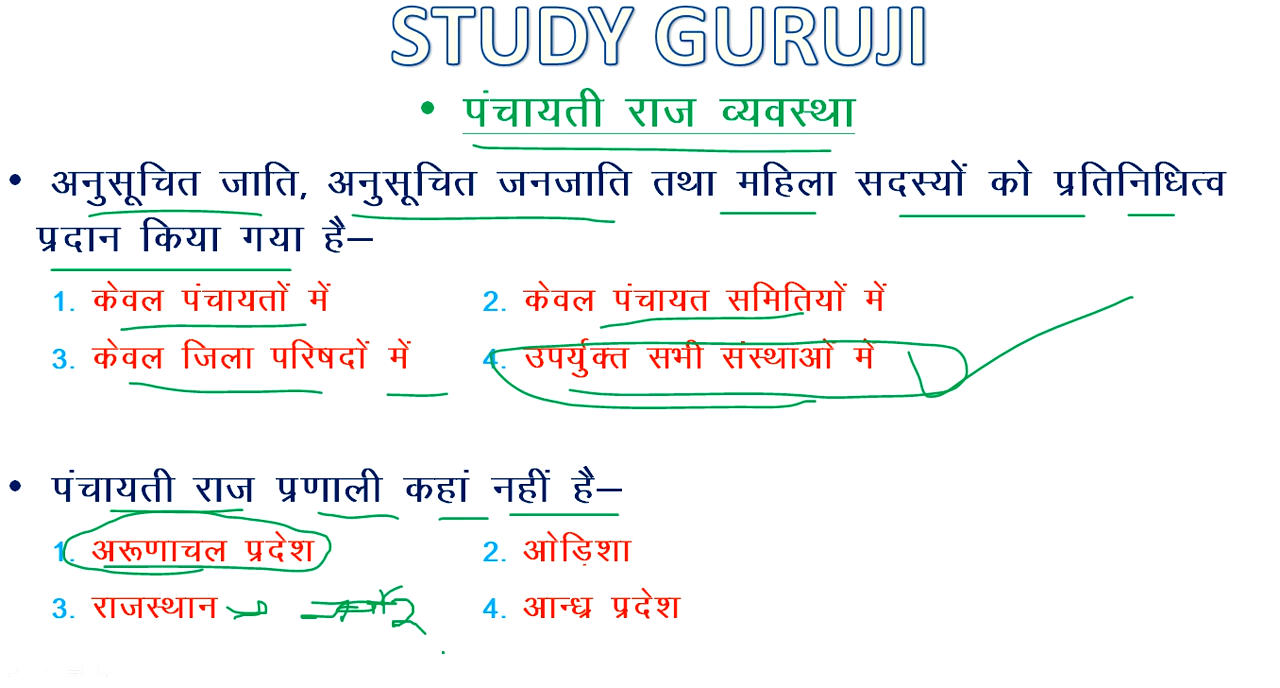 STUDY GURUJI
• पंचायती राज व्यवस्था
• अनुसूचित जाति, अनुसूचित जनजाति तथा महिला सदस्यों को प्रतिनिधित्व
प्रदान किया गया है–
1. केवल पंचायतों में 2. केवल पंचायत समितियों में
3. केवल जिला परिषदों में 4. उपर्युक्त सभी संस्थाओं मे
• पंचायती राज प्रणाली कहां नहीं है–
1. अरूणाचल प्रदेश 2. ओड़िशा
3. राजस्थान 4. आन्ध्र प्रदेश